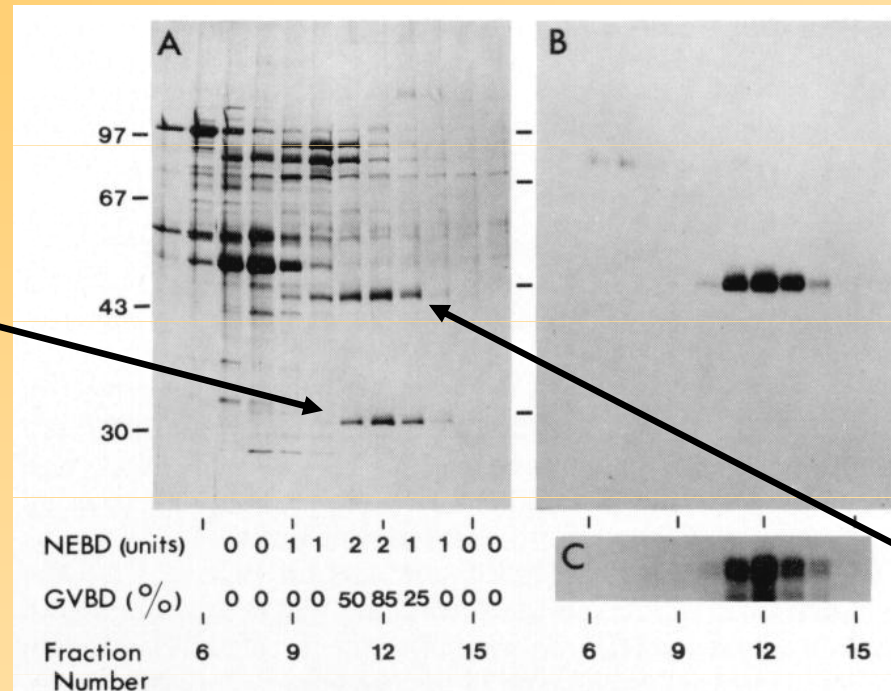 A
B
97
67
43
30
NEBD (units) 0 0 1 1 2 2 1 1 0 0
C
GVBD (%) 0 0 0 0 50 85 25 0 0 0
Fraction Number 6 9 12 15
6 9 12 15